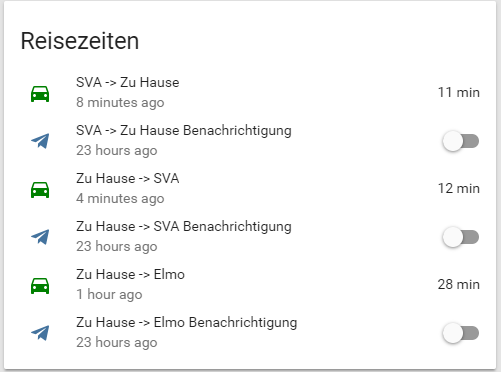 Reisezeiten
SVA -> Zu Hause
8 minutes ago
11 min
SVA -> Zu Hause Benachrichtigung
23 hours ago
Zu Hause -> SVA
4 minutes ago
12 min
Zu Hause -> SVA Benachrichtigung
23 hours ago
Zu Hause -> Elmo
1 hour ago
28 min
Zu Hause -> Elmo Benachrichtigung
23 hours ago